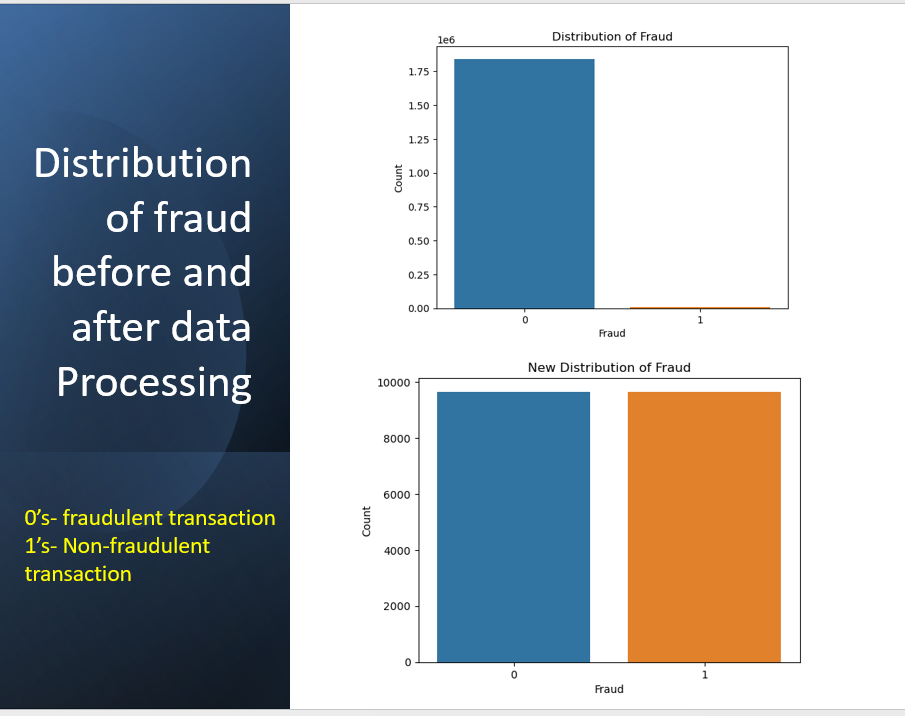 Distribution
of fraud
before and
after data
Processing
0's- fraudulent transaction
1's- Non-fraudulent
transaction
Distribution of Fraud
1e6
1.75
1.50
1.25
1.00
0.75
0.50
0.25
0.00
Count
0 1
Fraud
New Distribution of Fraud
10000
8000
6000
4000
2000
0
Count
0 1
Fraud